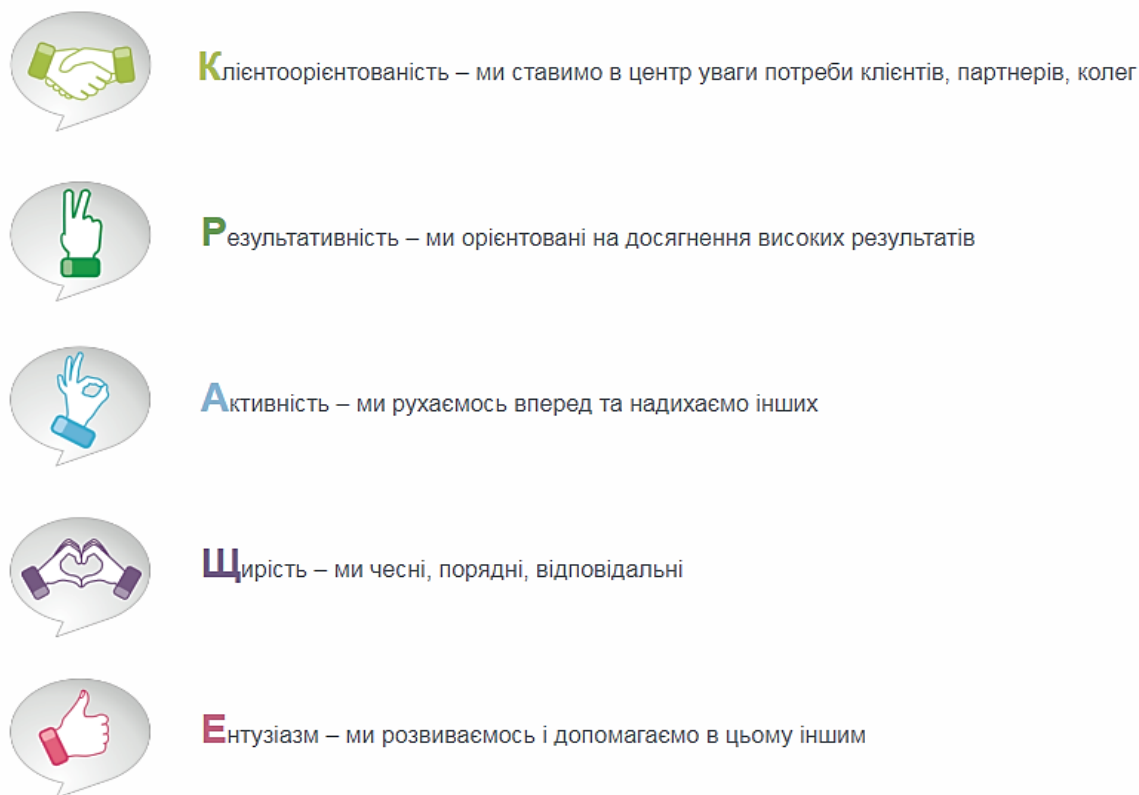 Клієнтоорієнтованість – ми ставимо в центр уваги потреби клієнтів, партнерів, колег
Результативність – ми орієнтовані на досягнення високих результатів
Активність – ми рухаємось вперед та надихаємо інших
Щирість – ми чесні, порядні, відповідальні
Ентузіазм – ми розвиваємось і допомагаємо в цьому іншим